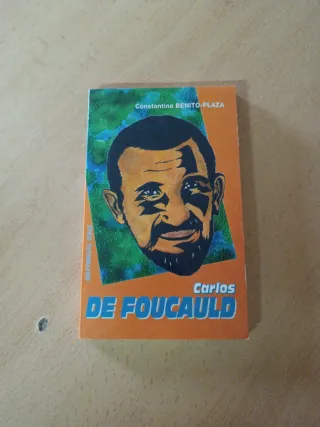 Constantino BENITO-PLAZA
Carlos
DE FOUCAULD